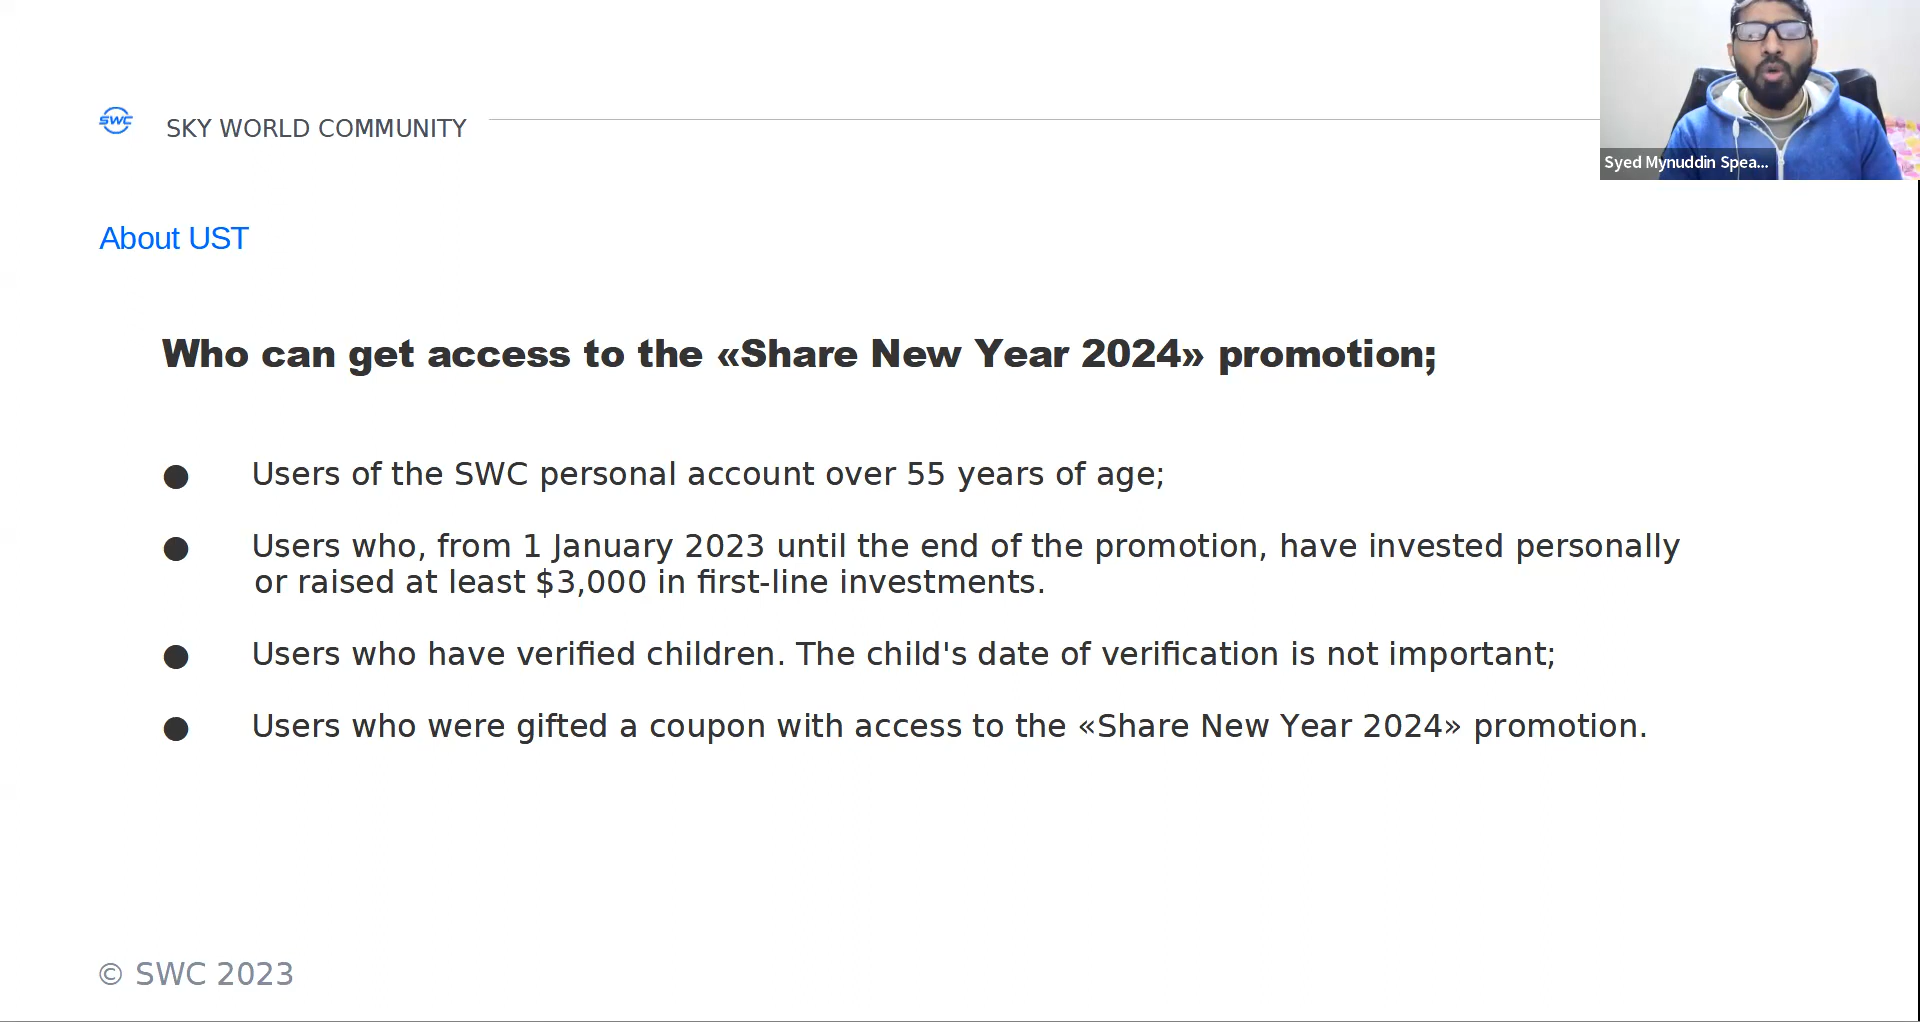 SWC
SKY WORLD COMMUNITY
Syed Mynuddin Spea...
About UST
Who can get access to the «Share New Year 2024» promotion;
● Users of the SWC personal account over 55 years of age;
● Users who, from 1 January 2023 until the end of the promotion, have invested personally
or raised at least $3,000 in first-line investments.
● Users who have verified children. The child's date of verification is not important;
● Users who were gifted a coupon with access to the «Share New Year 2024» promotion.
© SWC 2023